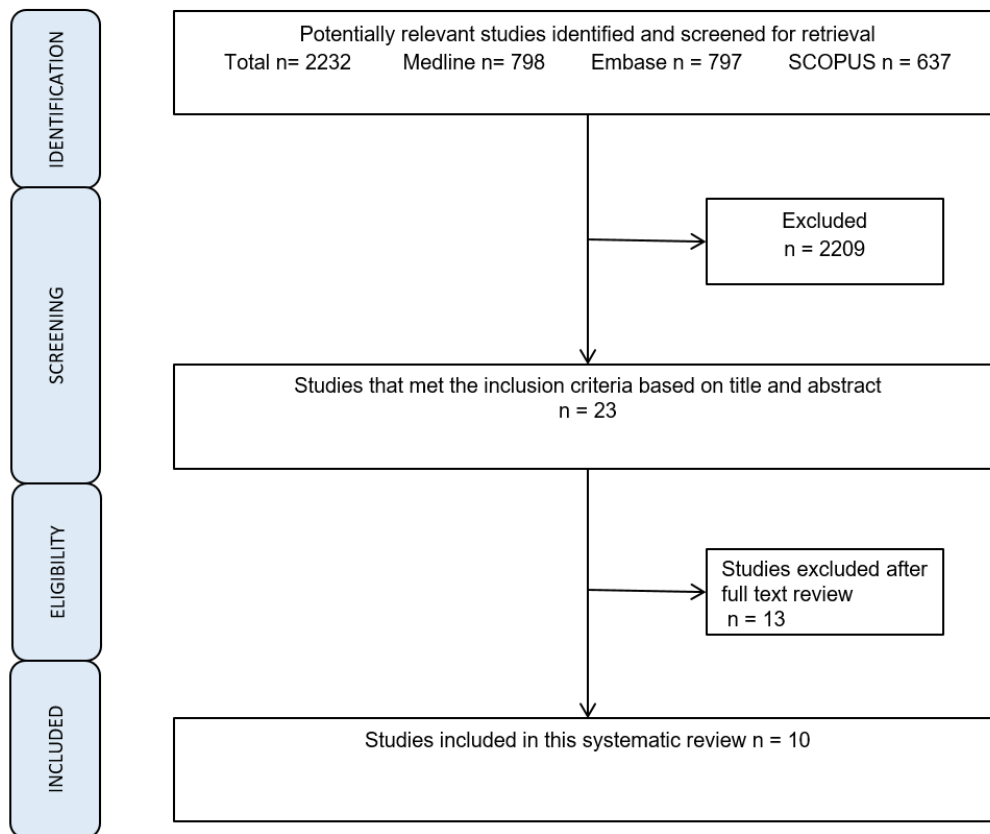 IDENTIFICATION
Potentially relevant studies identified and screened for retrieval
Total n= 2232 Medline n= 798 Embase n = 797 SCOPUS n = 637
SCREENING
Excluded
n = 2209
Studies that met the inclusion criteria based on title and abstract
n = 23
ELIGIBILITY
Studies excluded after
full text review
n = 13
INCLUDED
Studies included in this systematic review n = 10